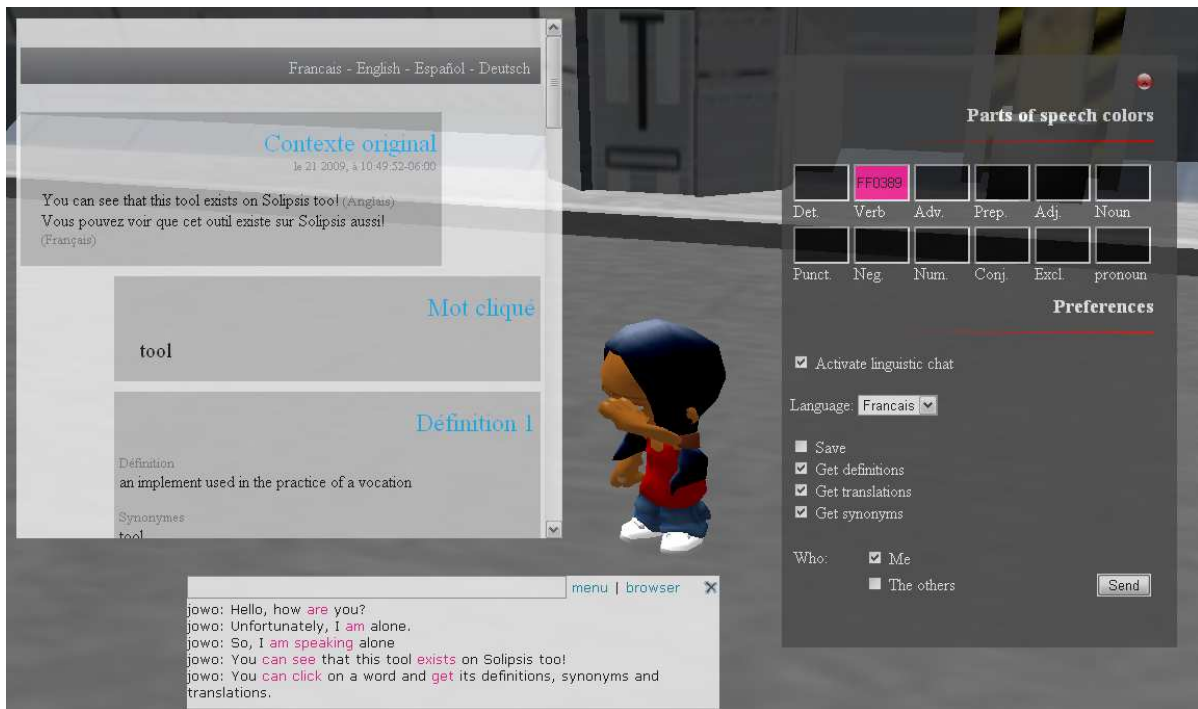 Francais - English - Español - Deutsch
Contexte original
le 21 2009, à 10:49:52-06:00
You can see that this tool exists on Solipsis too! (Anglais)
Vous pouvez voir que cet outil existe sur Solipsis aussi!
(Français)
Mot cliqué
tool
Définition 1
Définition
an implement used in the practice of a vocation
Synonymes
tool
Parts of speech colors
FF0389
Det. Verb Adv. Prep. Adj. Noun
Punct. Neg. Num. Conj. Excl. pronoun
Preferences
Activate linguistic chat
Language: Francais
Save
Get definitions
Get translations
Get synonyms
Who: Me
The others
Send
menu | browser
jowo: Hello, how are you?
jowo: Unfortunately, I am alone.
jowo: So, I am speaking alone
jowo: You can see that this tool exists on Solipsis too!
jowo: You can click on a word and get its definitions, synonyms and
translations.